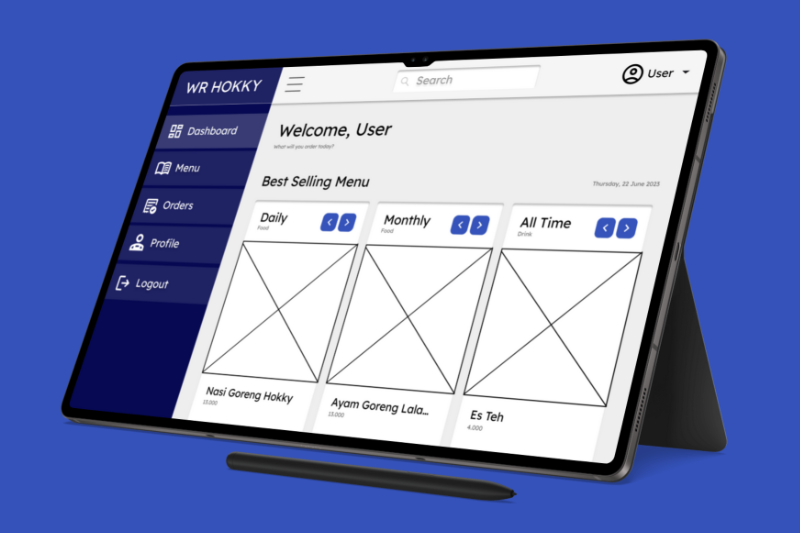 WR HOKKY
Search
User
Dashboard
Menu
Orders
Profile
Logout
Welcome, User
What will you order today?
Best Selling Menu
Thursday, 22 June 2023
Daily
Food
Monthly
Food
All Time
Drink
Nasi Goreng Hokky
13.000
Ayam Goreng Lala...
13.000
Es Teh
4.000